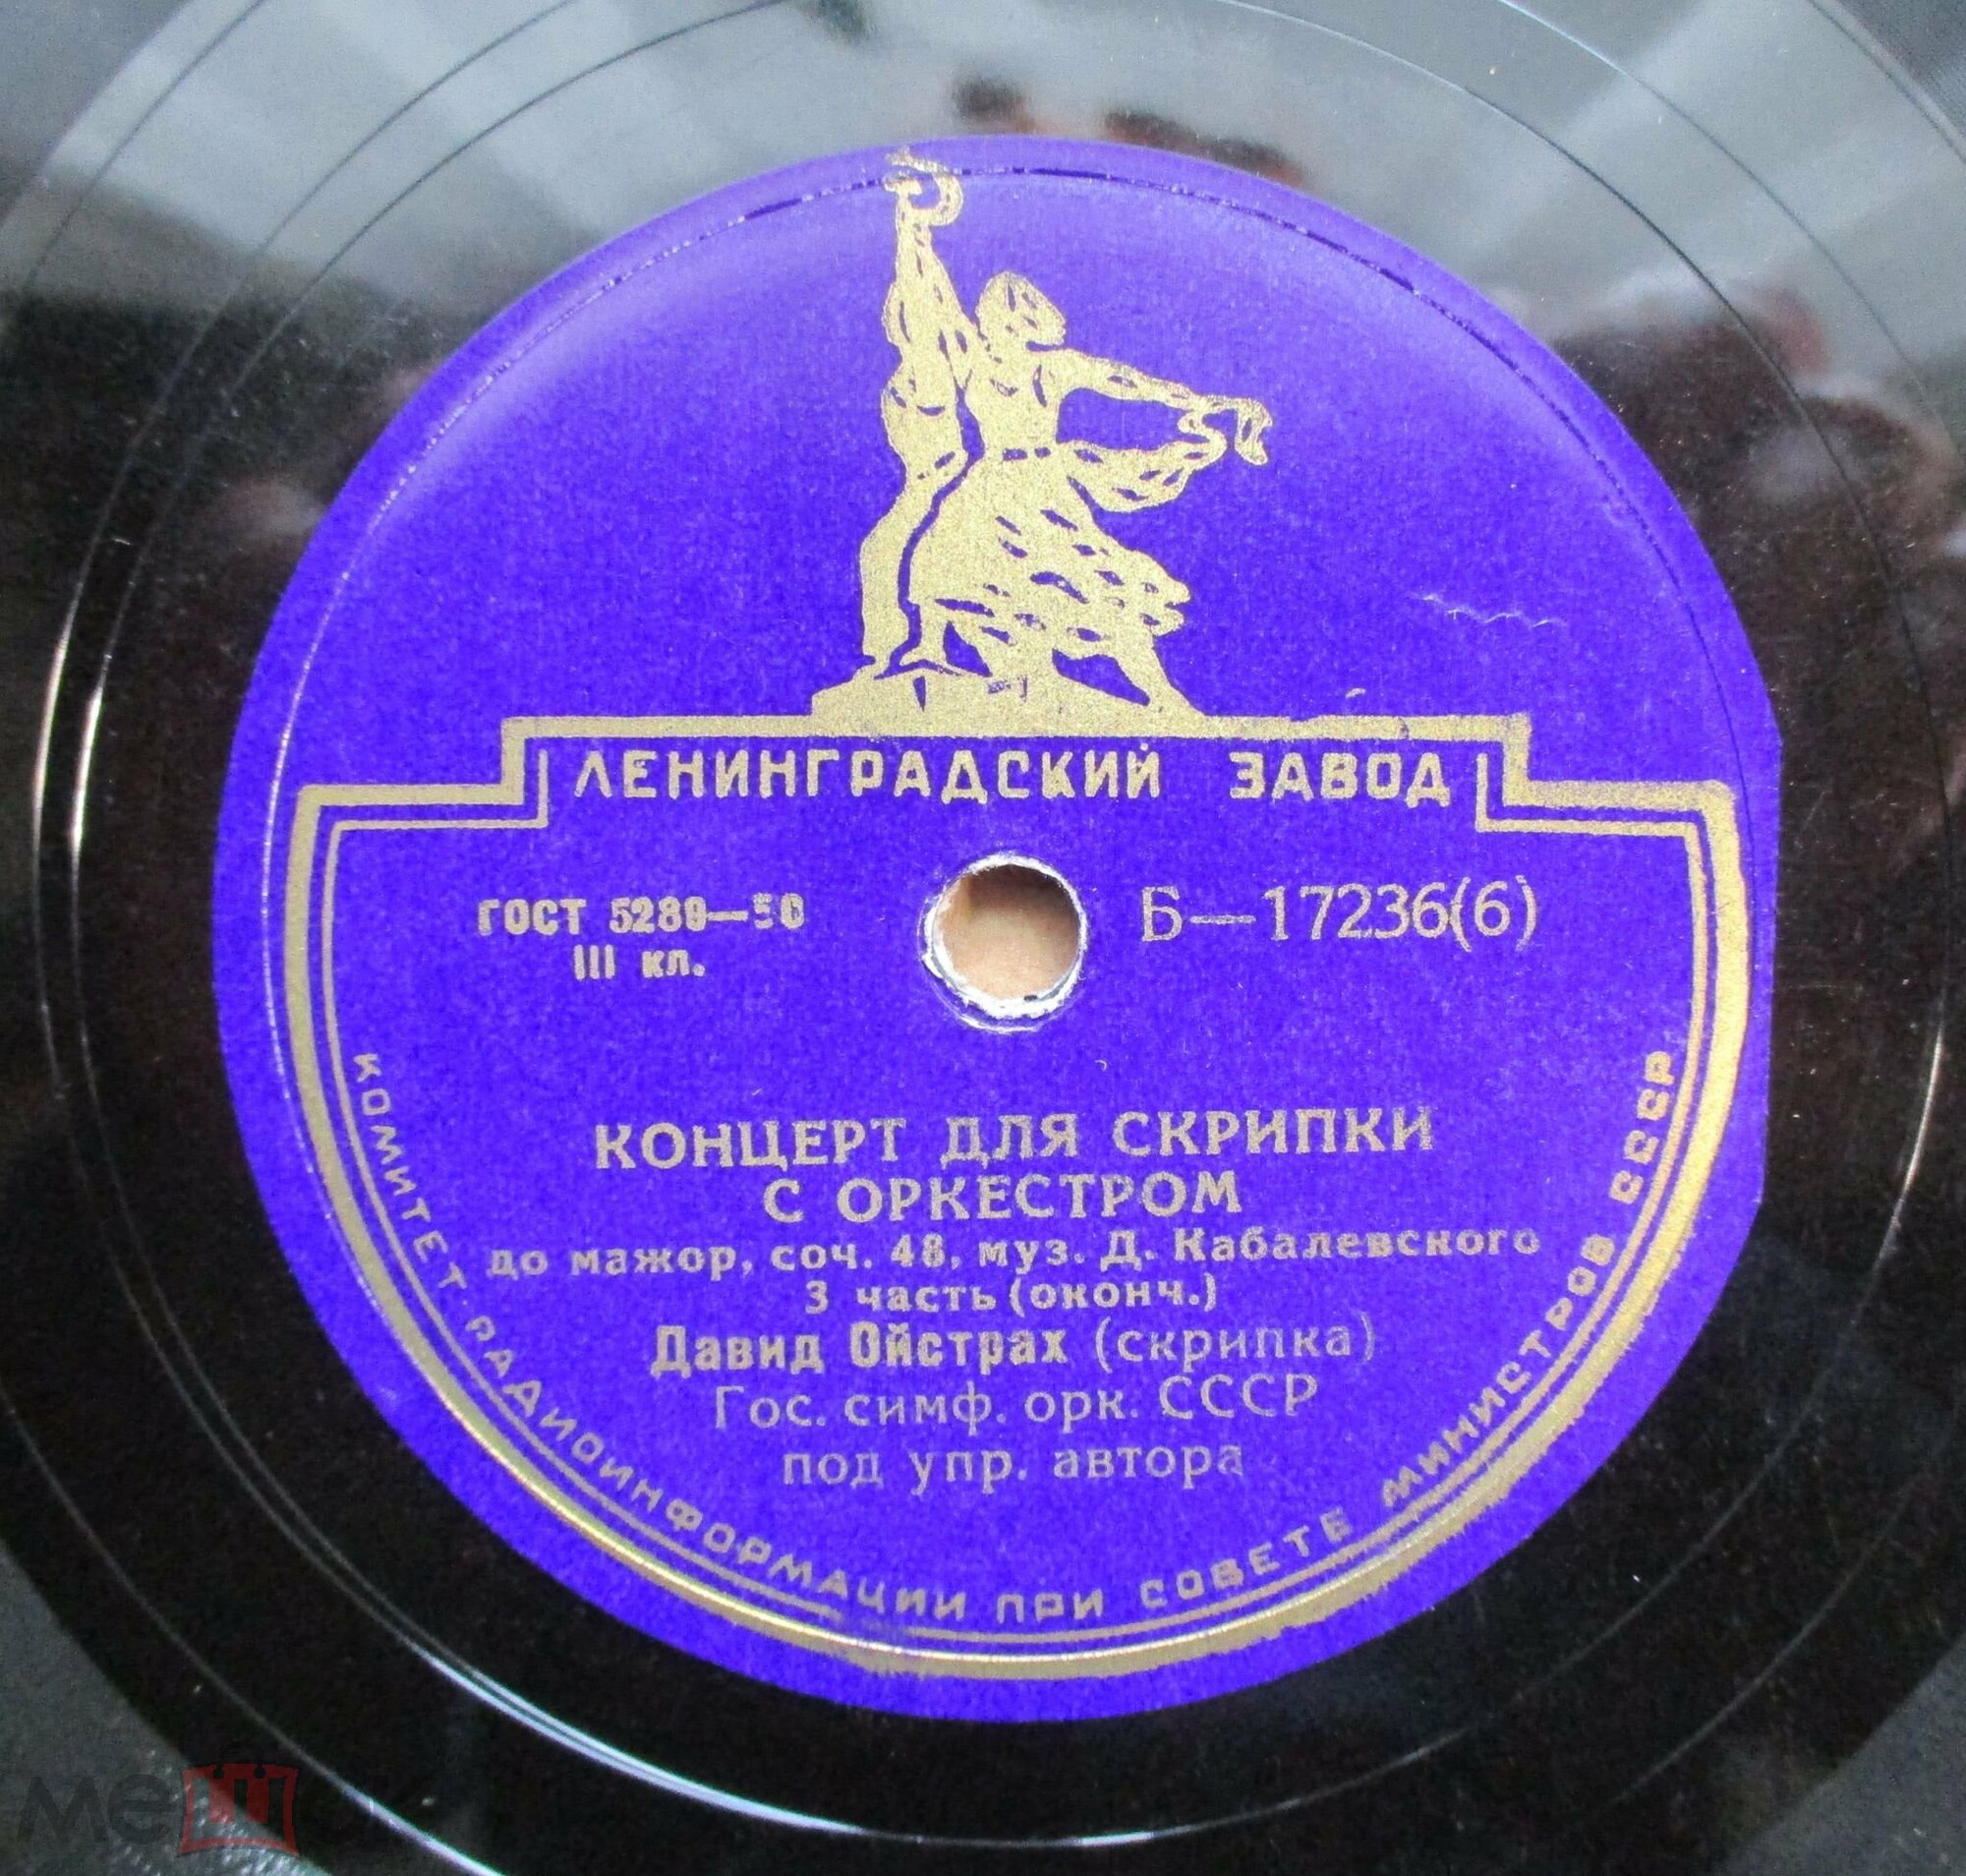 ЛЕНИНГРАДСКИЙ ЗАВОД
ГОСТ 5289—50
III кл.
Б—17236(6)
КОНЦЕРТ ДЛЯ СКРИПКИ
С ОРКЕСТРОМ
до мажор, соч. 48, муз. Д. Кабалевского
3 часть (оконч.)
Давид Ойстрах (скрипка)
Гос. симф. орк. СССР
под упр. автора
КОМИТЕТ РАДИОИНФОРМАЦИИ ПРИ СОВЕТЕ МИНИСТРОВ СССР
мешок